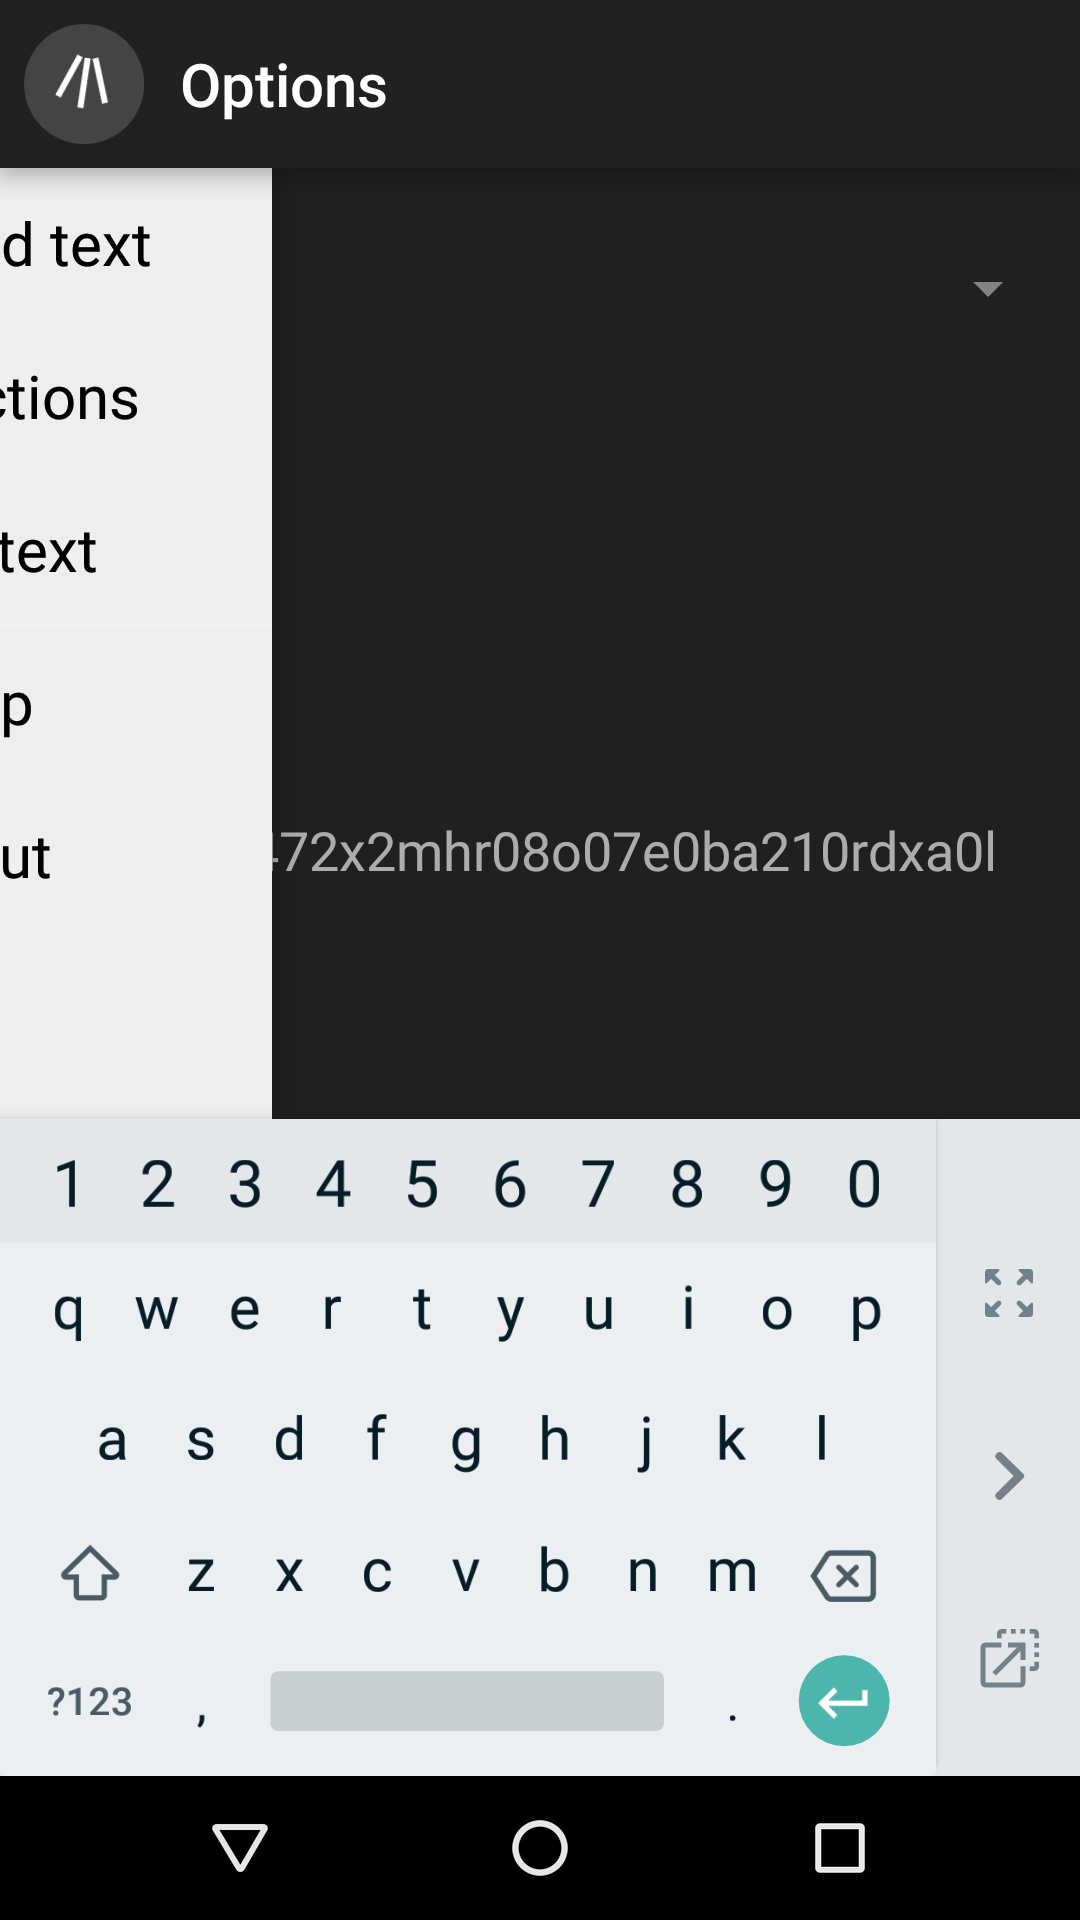 Options
d text
ctions
text
p
ut
472x2mhr08o07e0ba210rdxa0l
1 2 3 4 5 6 7 8 9 0
q w e r t y u i o p
a s d f g h j k l
z x c v b n m
?123 , .